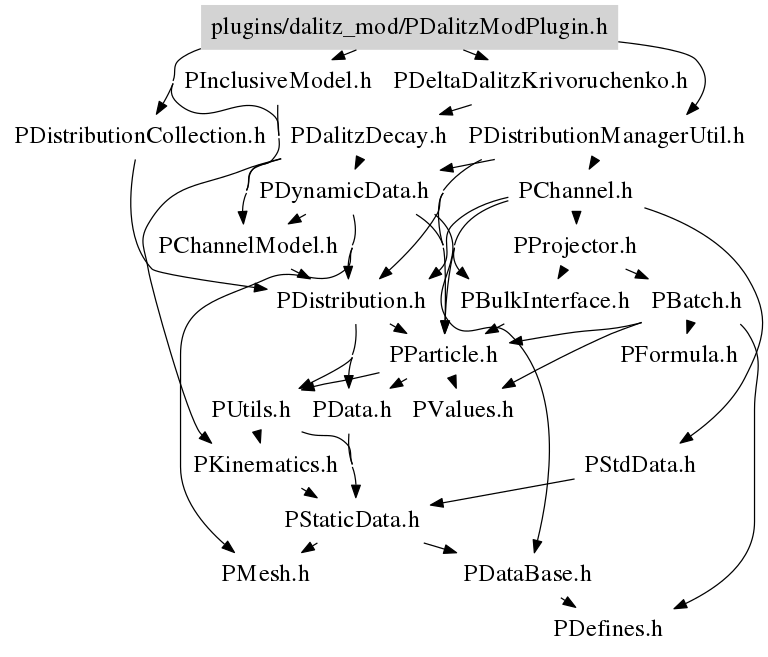 plugins/dalitz_mod/PDalitzModPlugin.h
PInclusiveModel.h
PDeltaDalitzKrivoruchenko.h
PDistributionCollection.h
PDalitzDecay.h
PDistributionManagerUtil.h
PDynamicData.h
PChannel.h
PChannelModel.h
PProjector.h
PDistribution.h
PBulkInterface.h
PBatch.h
PParticle.h
PFormula.h
PUtils.h
PData.h
PValues.h
PKinematics.h
PStdData.h
PStaticData.h
PMesh.h
PDataBase.h
PDefines.h